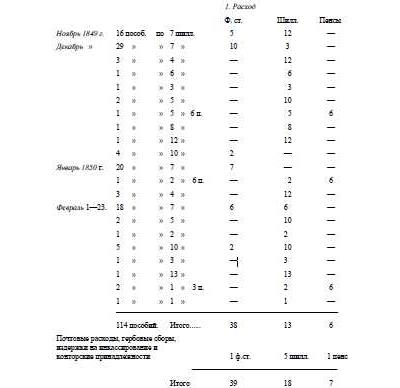 1. Расход
Ф. ст. Шилл. Пенсы
Ноябрь 1849 г. 16 пособ. по 7 шилл. 5 12 —
Декабрь » 29 » » 7 » 10 3 —
3 » » 4 » — 12 —
1 » » 6 » — 6 —
1 » » 3 » — 3 —
2 » » 5 » — 10 —
1 » » 5 » 6 п. — 5 6
1 » » 8 » — 8 —
1 » » 12 » — 12 —
4 » » 10 » 2 — —
Январь 1850 г. 20 » » 7 » 7 — —
1 » » 2 » 6 п. — 2 6
3 » » 4 » — 12 —
Февраль 1—23. 18 » » 7 » 6 6 —
2 » » 5 » — 10 —
1 » » 2 » — 2 —
5 » » 10 » 2 10 —
1 » » 3 » — 3 —
1 » » 13 » — 13 —
2 » » 1 » 3 п. — 2 6
1 » » 1 » — 1 —
114 пособий. Итого..... 38 13 6
Почтовые расходы, гербовые сборы,
издержки на инкассирование и
конторские принадлежности 1 ф.ст. 5 шилл. 1 пенс
Итого 39 18 7